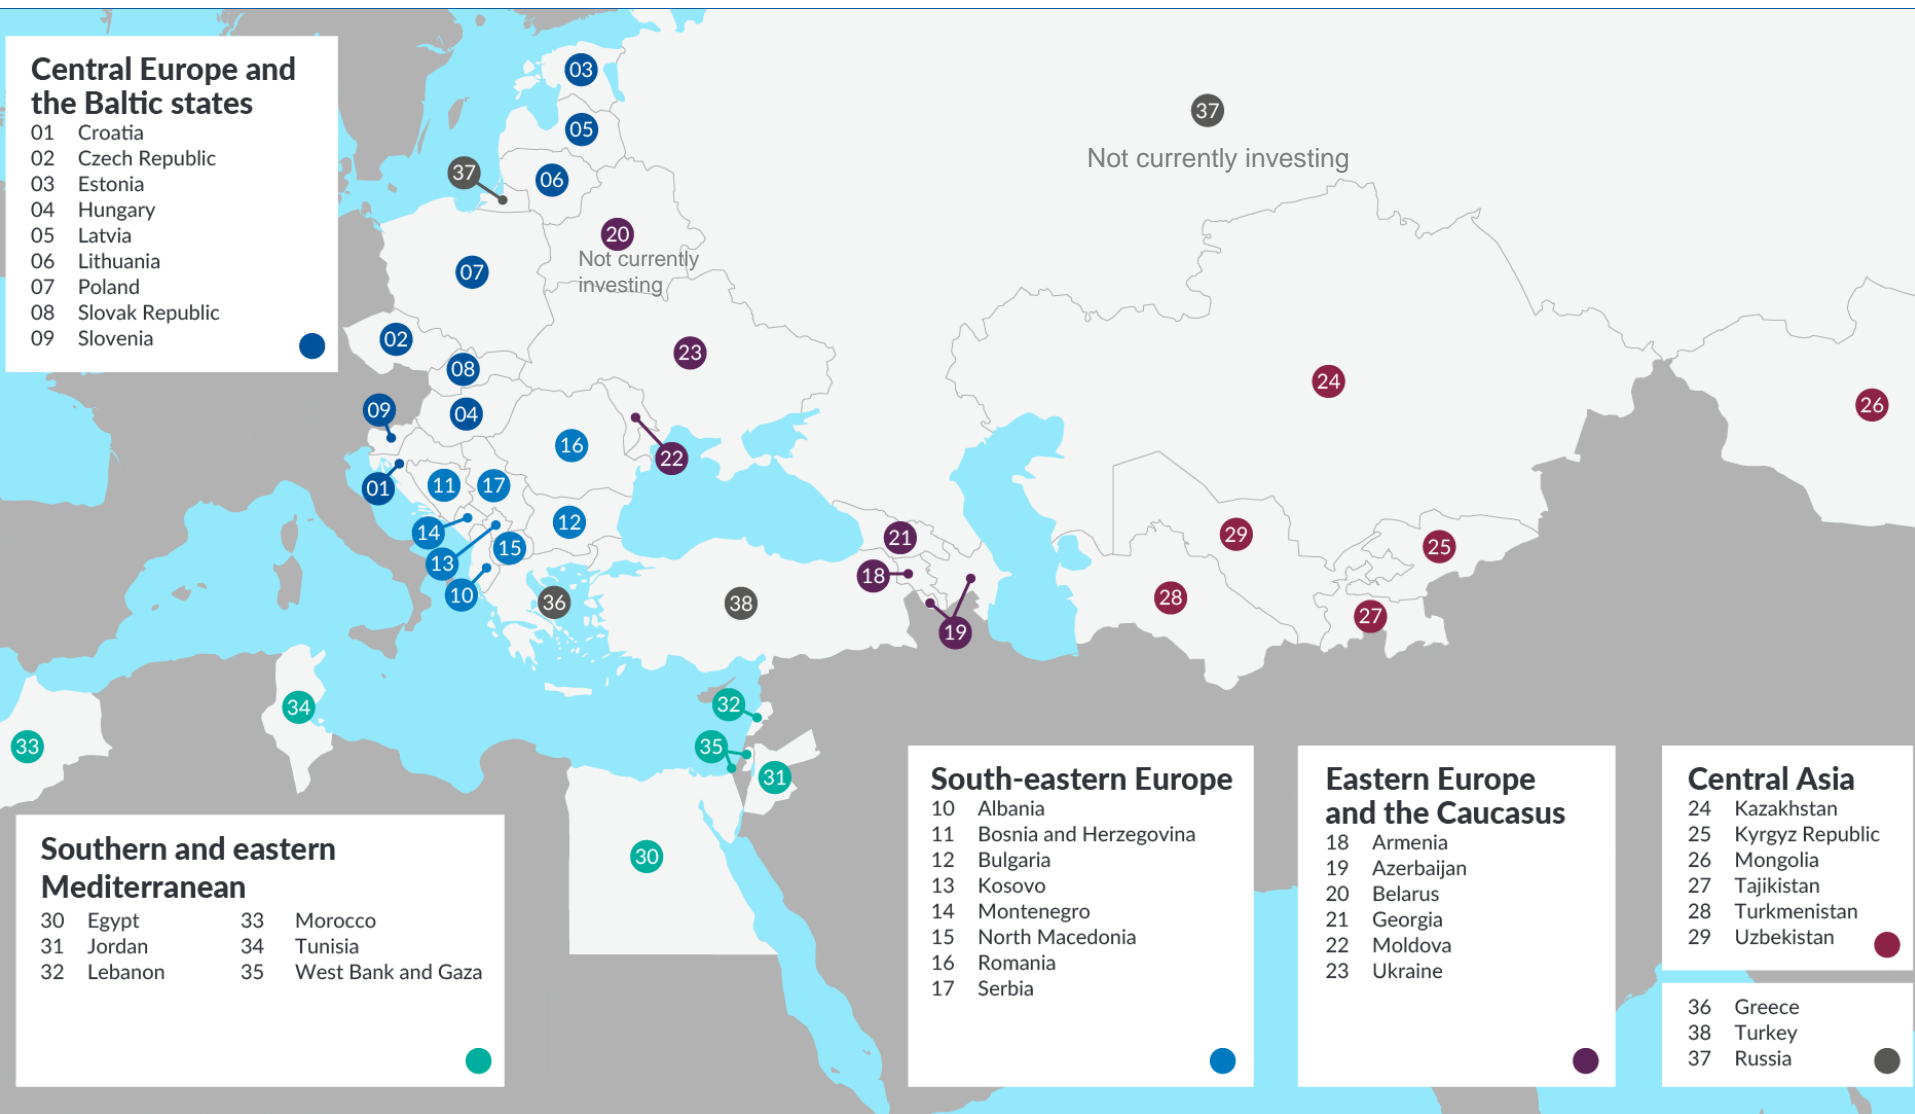 Central Europe and
the Baltic states
01 Croatia
02 Czech Republic
03 Estonia
04 Hungary
05 Latvia
06 Lithuania
07 Poland
08 Slovak Republic
09 Slovenia
03
05
06
37
20
Not currently
investing
07
02
08
23
09
04
16
22
01
11
17
14
12
13
15
10
36
38
21
18
19
37
Not currently investing
24
26
29
25
28
27
33
34
32
35
31
30
Southern and eastern
Mediterranean
30 Egypt 33 Morocco
31 Jordan 34 Tunisia
32 Lebanon 35 West Bank and Gaza
South-eastern Europe
10 Albania
11 Bosnia and Herzegovina
12 Bulgaria
13 Kosovo
14 Montenegro
15 North Macedonia
16 Romania
17 Serbia
Eastern Europe
and the Caucasus
18 Armenia
19 Azerbaijan
20 Belarus
21 Georgia
22 Moldova
23 Ukraine
Central Asia
24 Kazakhstan
25 Kyrgyz Republic
26 Mongolia
27 Tajikistan
28 Turkmenistan
29 Uzbekistan
36 Greece
38 Turkey
37 Russia